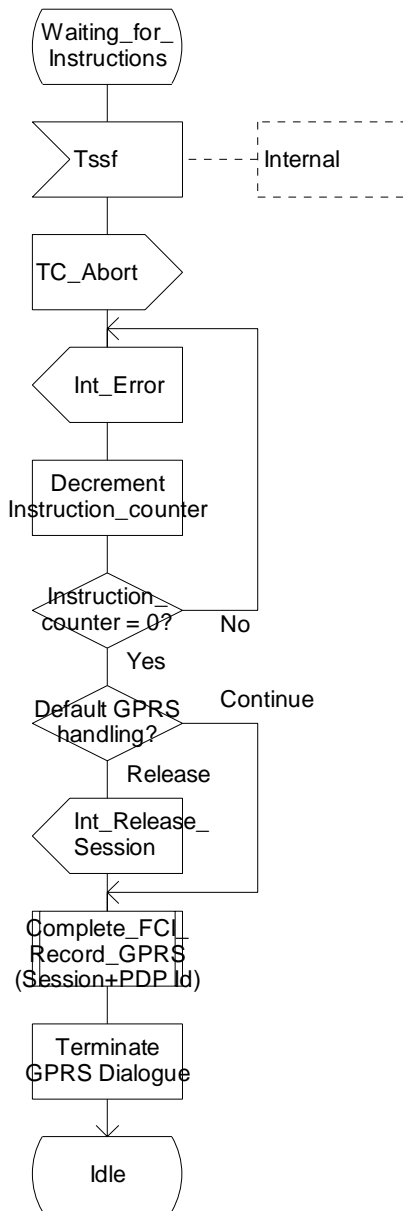 Waiting_for_
Instructions
Tssf
Internal
TC_Abort
Int_Error
Decrement
Instruction_counter
Instruction_
counter = 0?
No
Yes
Default GPRS
handling?
Continue
Release
Int_Release_
Session
Complete_FCI_
Record_GPRS
(Session+PDP Id)
Terminate
GPRS Dialogue
Idle